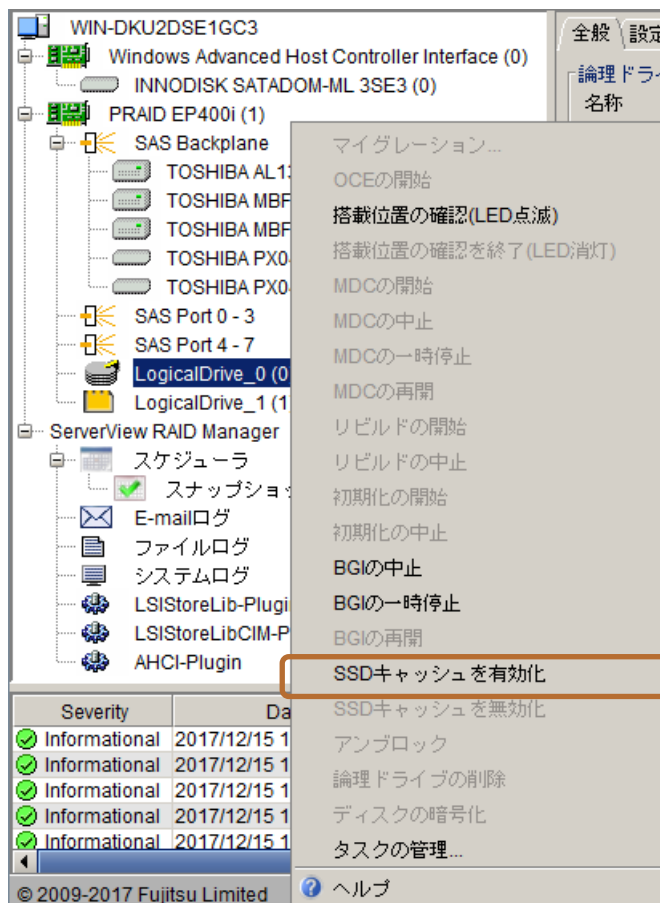 WIN-DKU2DSE1GC3
Windows Advanced Host Controller Interface (0)
INNODISK SATADOM-ML 3SE3 (0)
PRAID EP400i (1)
SAS Backplane
TOSHIBA AL13
TOSHIBA MBF
TOSHIBA MBF
TOSHIBA PX0
TOSHIBA PX0
SAS Port 0 - 3
SAS Port 4 - 7
LogicalDrive_0 (0
LogicalDrive_1 (1
ServerView RAID Manager
スケジューラ
スナップショッ
E-mailログ
ファイルログ
システムログ
LSIStoreLib-Plugi
LSIStoreLibCIM-P
AHCI-Plugin
全般 設定
論理ドライ
名称
マイグレーション...
OCEの開始
搭載位置の確認(LED点滅)
搭載位置の確認を終了(LED消灯)
MDCの開始
MDCの中止
MDCの一時停止
MDCの再開
リビルドの開始
リビルドの中止
初期化の開始
初期化の中止
BGIの中止
BGIの一時停止
BGIの再開
SSDキャッシュを有効化
SSDキャッシュを無効化
アンブロック
論理ドライブの削除
ディスクの暗号化
タスクの管理...
ヘルプ
Severity Da
Informational 2017/12/15 1
Informational 2017/12/15 1
Informational 2017/12/15 1
Informational 2017/12/15 1
Informational 2017/12/15 1
© 2009-2017 Fujitsu Limited